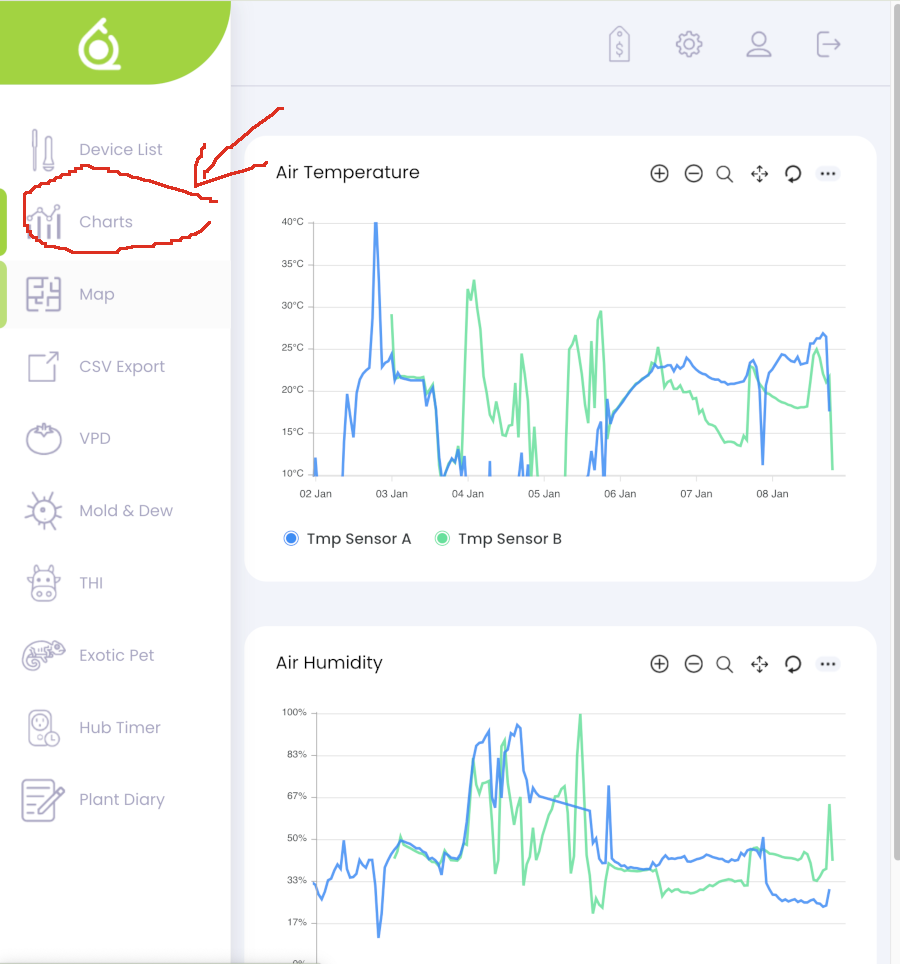 Device List
Charts
Map
CSV Export
VPD
Mold & Dew
THI
Exotic Pet
Hub Timer
Plant Diary
$
Air Temperature
40°C
35°C
30°C
25°C
20°C
15°C
10°C
02 Jan 03 Jan 04 Jan 05 Jan 06 Jan 07 Jan 08 Jan
Tmp Sensor A Tmp Sensor B
Air Humidity
100%
83%
67%
50%
33%
17%
0%